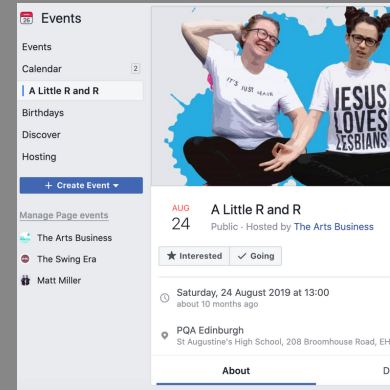 26
Events
Events
Calendar 2
A Little R and R
Birthdays
Discover
Hosting
+ Create Event
Manage Page events
The Arts Business
The Swing Era
Matt Miller
IT'S JUST
JESUS
LOVES
LESBIANS
AUG
24
A Little R and R
Public · Hosted by The Arts Business
Interested
Going
Saturday, 24 August 2019 at 13:00
about 10 months ago
PQA Edinburgh
St Augustine's High School, 208 Broomhouse Road, EH
About
D